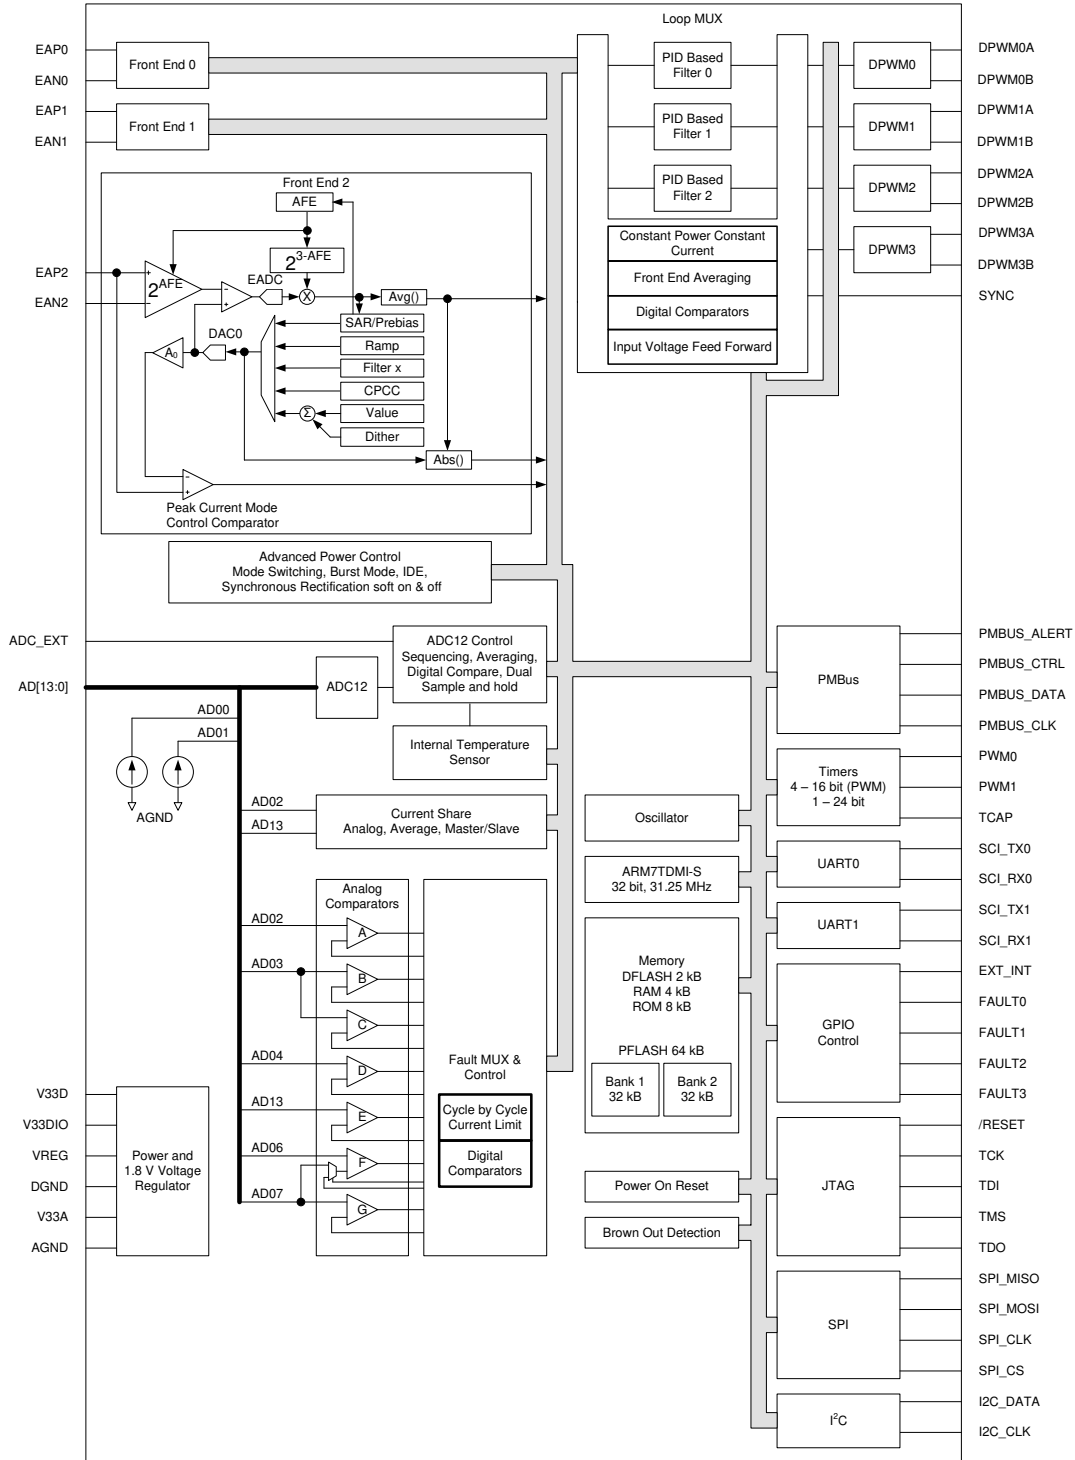 Loop MUX
EAP0
EAN0
EAP1
EAN1
Front End 0
Front End 1
PID Based
Filter 0
PID Based
Filter 1
PID Based
Filter 2
DPWM0
DPWM1
DPWM2
DPWM3
DPWM0A
DPWM0B
DPWM1A
DPWM1B
DPWM2A
DPWM2B
DPWM3A
DPWM3B
SYNC
Constant Power Constant
Current
Front End Averaging
Digital Comparators
Input Voltage Feed Forward
Front End 2
AFE
2^3-AFE
EAP2
EAN2
+
−
2^AFE
−
+
EADC
X
Avg()
SAR/Prebias
Ramp
Filter x
CPCC
Value
Dither
Σ
DAC0
A0
Abs()
−
+
Peak Current Mode
Control Comparator
Advanced Power Control
Mode Switching, Burst Mode, IDE,
Synchronous Rectification soft on & off
ADC_EXT
AD[13:0]
ADC12 Control
Sequencing, Averaging,
Digital Compare, Dual
Sample and hold
ADC12
AD00
AD01
AGND
Internal Temperature
Sensor
AD02
AD13
Current Share
Analog, Average, Master/Slave
Analog
Comparators
AD02
AD03
AD04
AD13
AD06
AD07
A
B
C
D
E
F
G
Fault MUX &
Control
Cycle by Cycle
Current Limit
Digital
Comparators
V33D
V33DIO
VREG
DGND
V33A
AGND
Power and
1.8 V Voltage
Regulator
Oscillator
ARM7TDMI-S
32 bit, 31.25 MHz
Memory
DFLASH 2 kB
RAM 4 kB
ROM 8 kB
PFLASH 64 kB
Bank 1
32 kB
Bank 2
32 kB
Power On Reset
Brown Out Detection
PMBus
PMBUS_ALERT
PMBUS_CTRL
PMBUS_DATA
PMBUS_CLK
Timers
4 – 16 bit (PWM)
1 – 24 bit
PWM0
PWM1
TCAP
UART0
SCI_TX0
SCI_RX0
UART1
SCI_TX1
SCI_RX1
GPIO
Control
EXT_INT
FAULT0
FAULT1
FAULT2
FAULT3
JTAG
/RESET
TCK
TDI
TMS
TDO
SPI
SPI_MISO
SPI_MOSI
SPI_CLK
SPI_CS
I²C
I2C_DATA
I2C_CLK